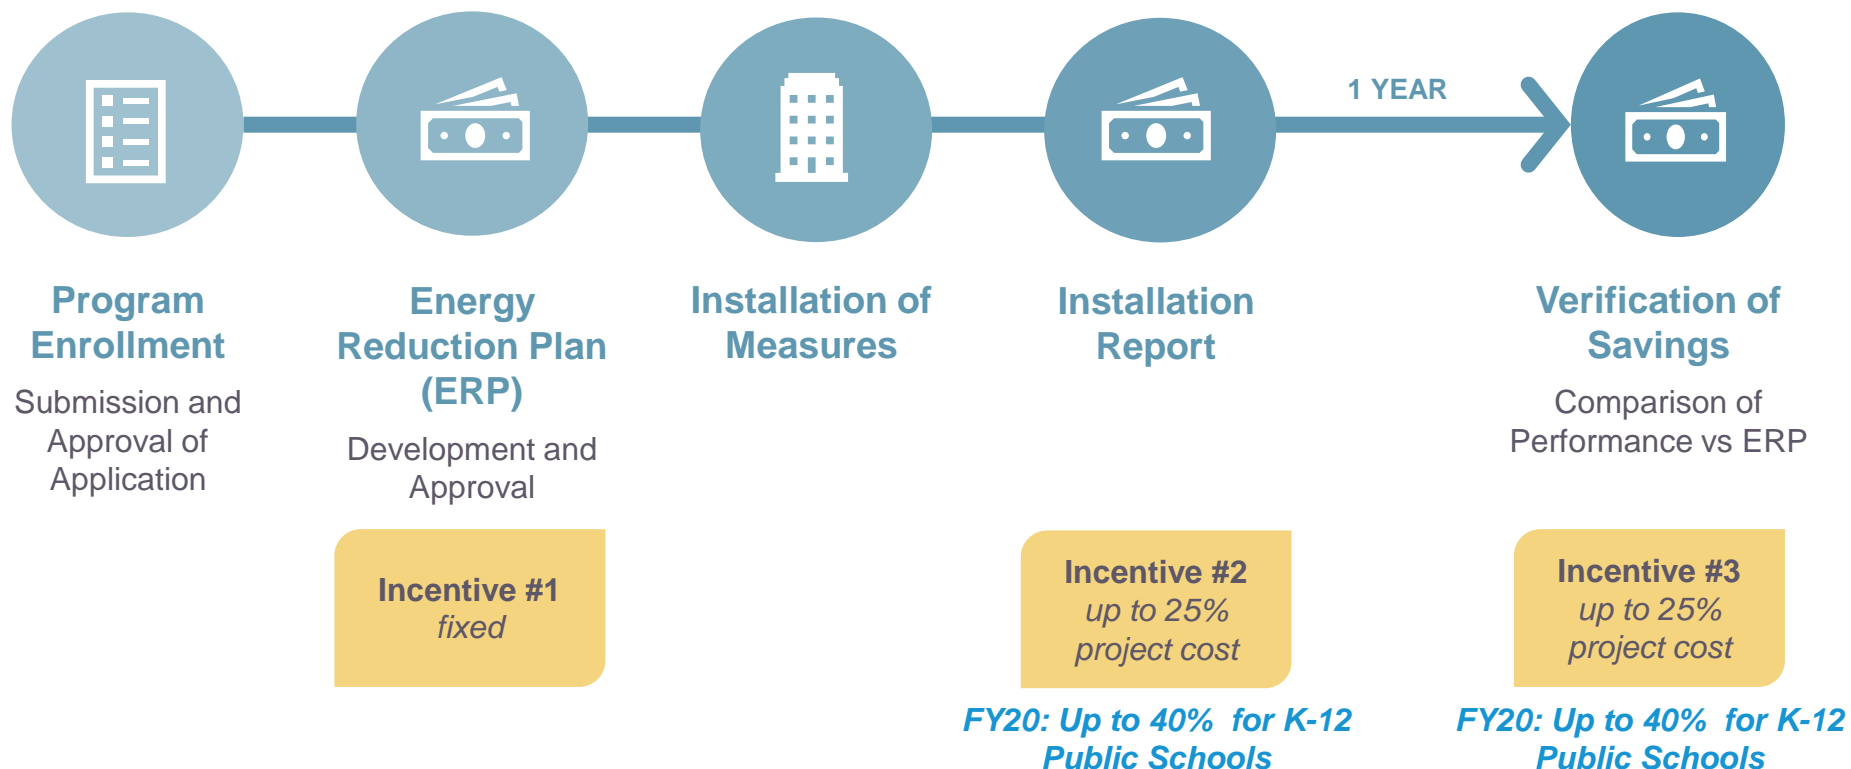 1 YEAR
Program
Enrollment
Submission and
Approval of
Application
Energy
Reduction Plan
(ERP)
Development and
Approval
Incentive #1
fixed
Installation of
Measures
Installation
Report
Incentive #2
up to 25%
project cost
FY20: Up to 40% for K-12
Public Schools
Verification of
Savings
Comparison of
Performance vs ERP
Incentive #3
up to 25%
project cost
FY20: Up to 40% for K-12
Public Schools